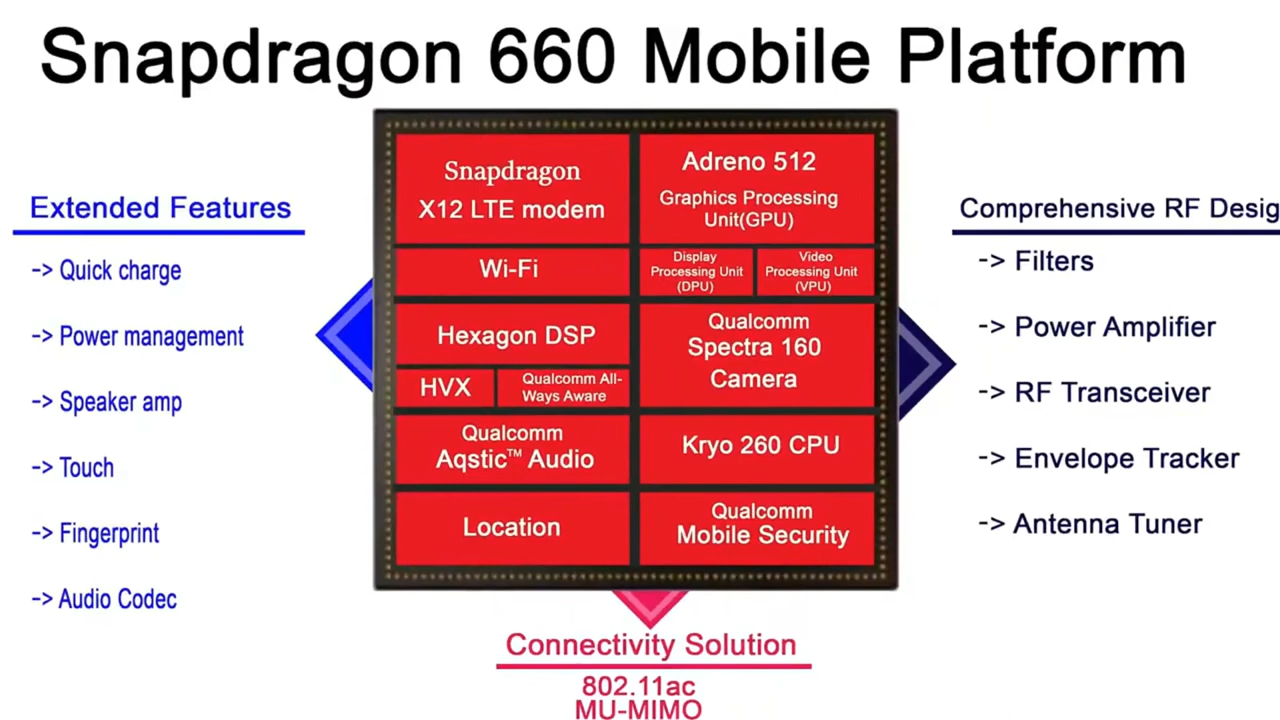 Snapdragon 660 Mobile Platform
Extended Features
-> Quick charge
-> Power management
-> Speaker amp
-> Touch
-> Fingerprint
-> Audio Codec
Snapdragon
X12 LTE modem
Adreno 512
Graphics Processing
Unit(GPU)
Wi-Fi
Display
Processing Unit
(DPU)
Video
Processing Unit
(VPU)
Hexagon DSP
HVX
Qualcomm All-
Ways Aware
Qualcomm
Spectra 160
Camera
Qualcomm
Aqstic™ Audio
Kryo 260 CPU
Location
Qualcomm
Mobile Security
Comprehensive RF Desig
-> Filters
-> Power Amplifier
-> RF Transceiver
-> Envelope Tracker
-> Antenna Tuner
Connectivity Solution
802.11ac
MU-MIMO